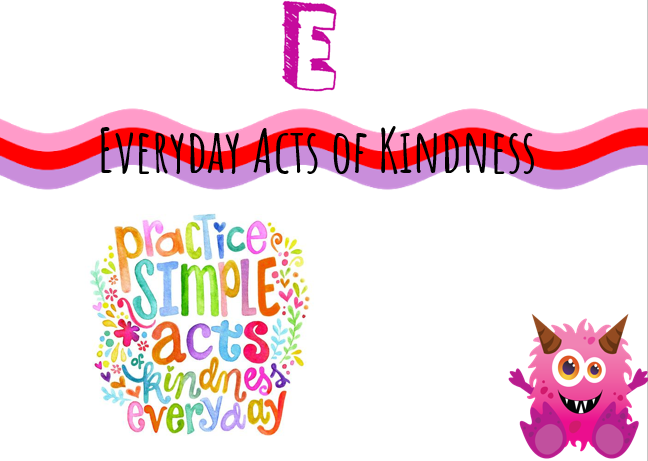 E
Everyday Acts of Kindness
practice
SIMPLE
acts
of
kindness
everyday